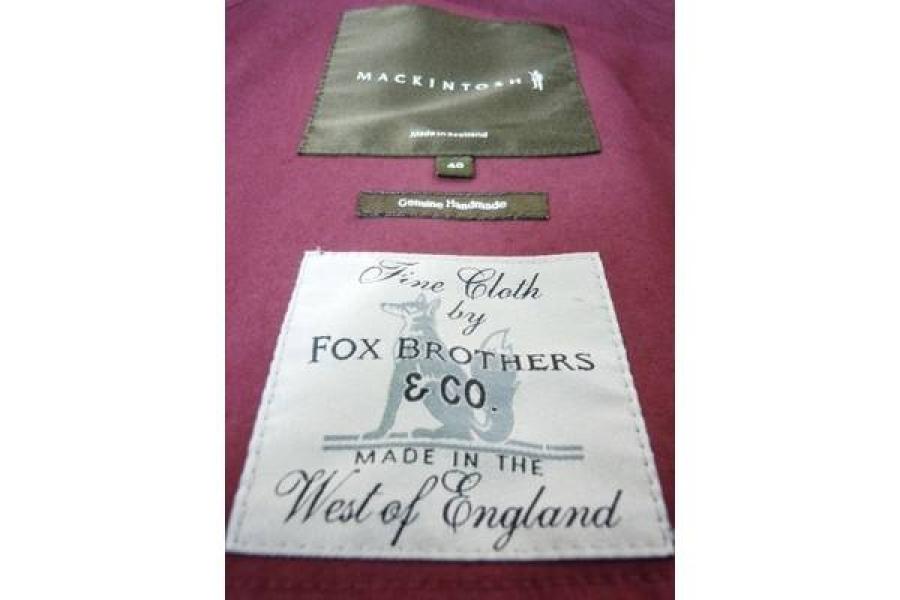 MACKINTOSH
Made in Scotland
40
Genuine Handmade
Fine Cloth
by
FOX BROTHERS
& CO.
MADE IN THE
West of England